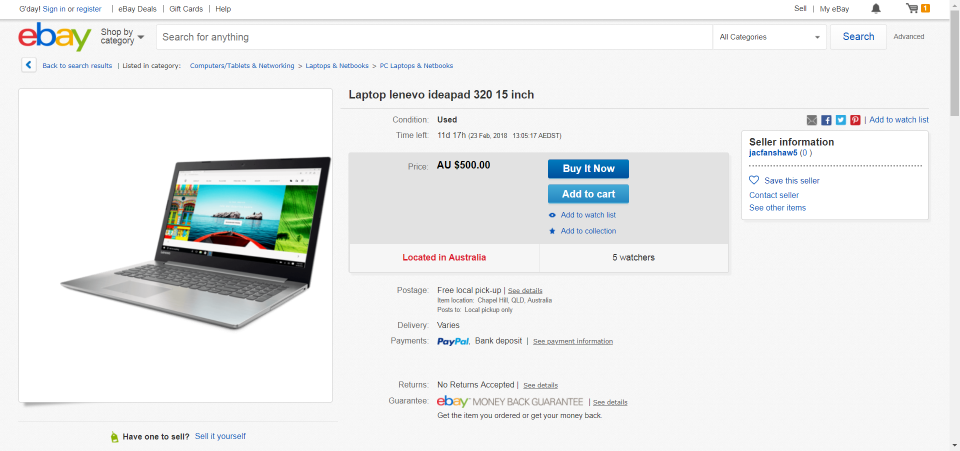 G'day! Sign in or register | eBay Deals | Gift Cards | Help
Sell | My eBay 1
ebay Shop by category Search for anything All Categories Search Advanced
Back to search results | Listed in category: Computers/Tablets & Networking > Laptops & Netbooks > PC Laptops & Netbooks
Laptop lenevo ideapad 320 15 inch
Condition: Used
| Add to watch list
Time left: 11d 17h (23 Feb, 2018 13:05:17 AEDST)
Seller information
jacfanshaw5 (0 )
Save this seller
Contact seller
See other items
Price: AU $500.00
Buy It Now
Add to cart
Add to watch list
Add to collection
Located in Australia
5 watchers
Postage: Free local pick-up | See details
Item location: Chapel Hill, QLD, Australia
Posts to: Local pickup only
Delivery: Varies
Payments: PayPal, Bank deposit | See payment information
Returns: No Returns Accepted | See details
Guarantee: ebay MONEY BACK GUARANTEE | See details
Get the item you ordered or get your money back.
Have one to sell? Sell it yourself